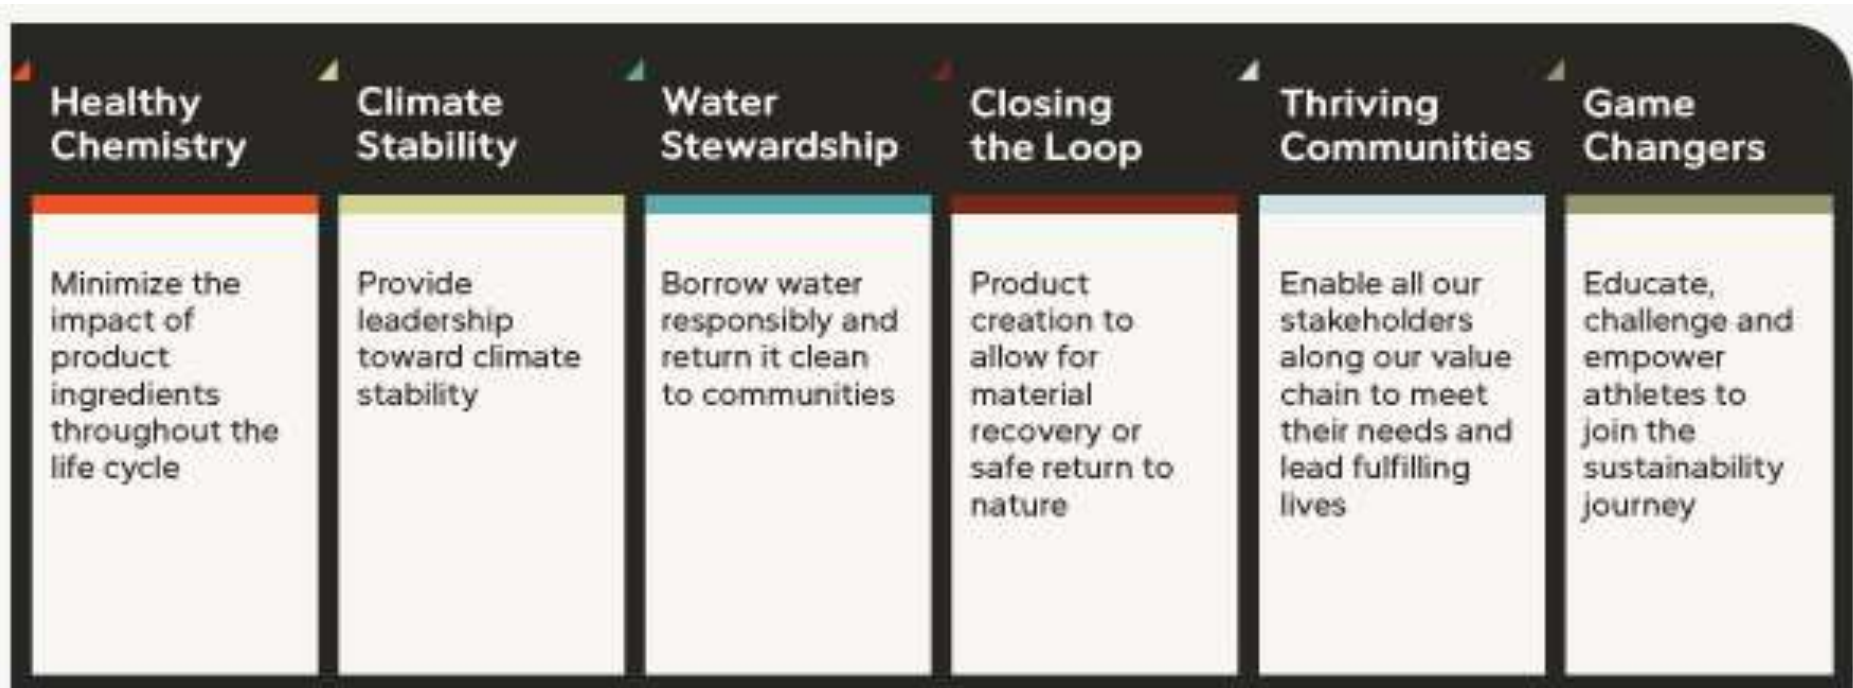 Healthy
Chemistry
Minimize the
impact of
product
ingredients
throughout the
life cycle
Climate
Stability
Provide
leadership
toward climate
stability
Water
Stewardship
Borrow water
responsibly and
return it clean
to communities
Closing
the Loop
Product
creation to
allow for
material
recovery or
safe return to
nature
Thriving
Communities
Enable all our
stakeholders
along our value
chain to meet
their needs and
lead fulfilling
lives
Game
Changers
Educate,
challenge and
empower
athletes to
join the
sustainability
journey